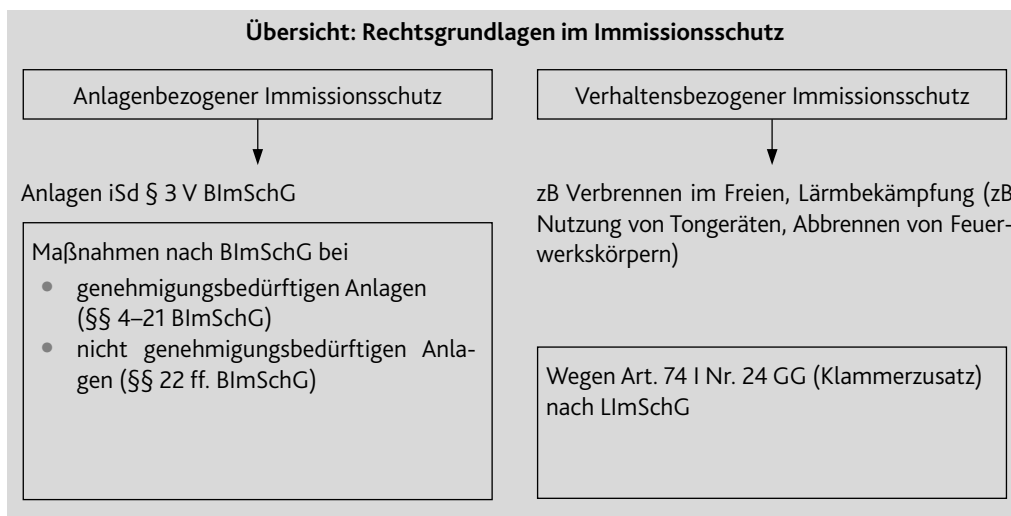 Übersicht: Rechtsgrundlagen im Immissionsschutz
Anlagenbezogener Immissionsschutz
Anlagen iSd § 3 V BImSchG
Maßnahmen nach BImSchG bei
• genehmigungsbedürftigen Anlagen
(§§ 4–21 BImSchG)
• nicht genehmigungsbedürftigen Anla-
gen (§§ 22 ff. BImSchG)
Verhaltensbezogener Immissionsschutz
zB Verbrennen im Freien, Lärmbekämpfung (zB
Nutzung von Tongeräten, Abbrennen von Feuer-
werkskörpern)
Wegen Art. 74 I Nr. 24 GG (Klammerzusatz)
nach LImSchG